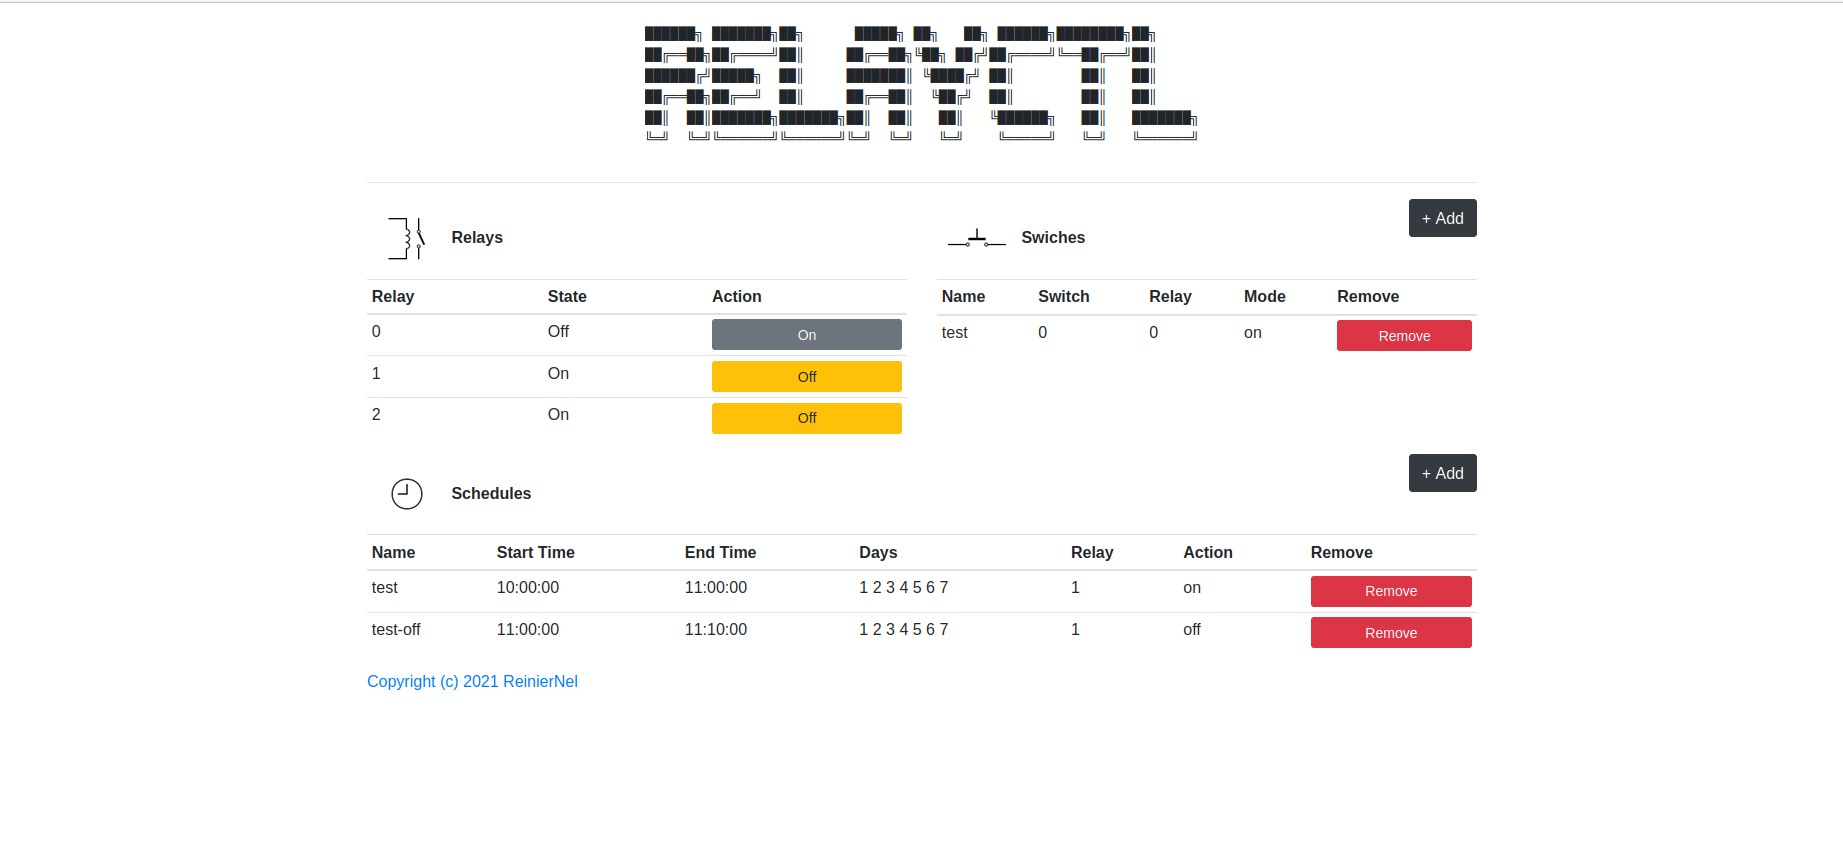 RELAYCTL
Relays
Relay State Action
0 Off On
1 On Off
2 On Off
+ Add
Swiches
Name Switch Relay Mode Remove
test 0 0 on Remove
+ Add
Schedules
Name Start Time End Time Days Relay Action Remove
test 10:00:00 11:00:00 1 2 3 4 5 6 7 1 on Remove
test-off 11:00:00 11:10:00 1 2 3 4 5 6 7 1 off Remove
Copyright (c) 2021 ReinierNel